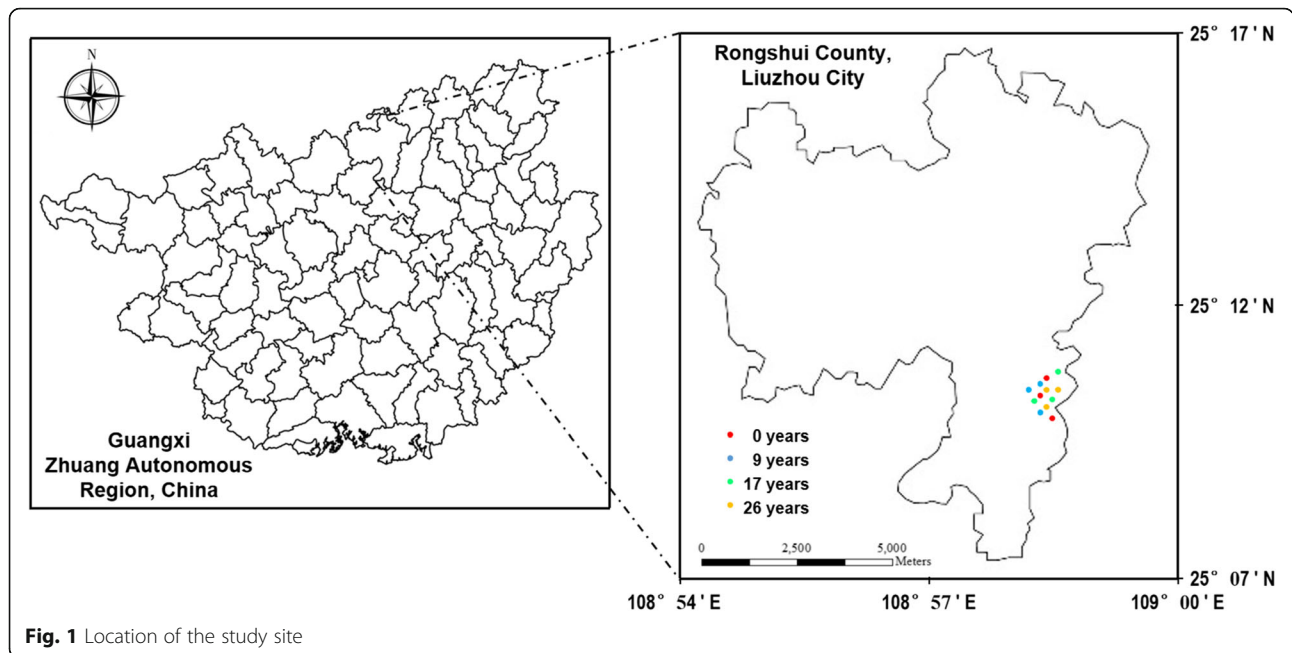 N
Guangxi
Zhuang Autonomous
Region, China
Rongshui County,
Liuzhou City
0 years
9 years
17 years
26 years
0 2,500 5,000
Meters
25° 17' N
25° 12' N
25° 07' N
108° 54' E 108° 57' E 109° 00' E
Fig. 1 Location of the study site